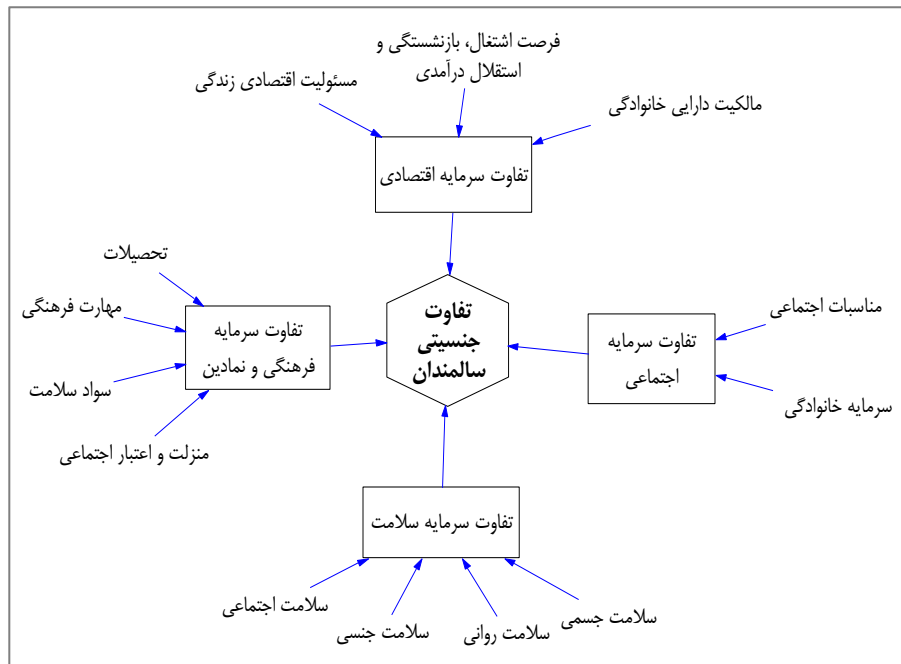 فرصت اشتغال، بازنشستگی و
استقلال درآمدی
مسئولیت اقتصادی زندگی
مالکیت دارایی خانوادگی
تفاوت سرمایه اقتصادی
تحصیلات
مهارت فرهنگی
سواد سلامت
منزلت و اعتبار اجتماعی
تفاوت سرمایه
فرهنگی و نمادین
تفاوت
جنسیتی
سالمندان
تفاوت سرمایه
اجتماعی
مناسبات اجتماعی
سرمایه خانوادگی
تفاوت سرمایه سلامت
سلامت جسمی
سلامت روانی
سلامت جنسی
سلامت اجتماعی